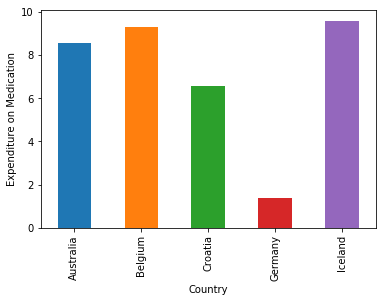 Expenditure on Medication
10
8
6
4
2
0
Australia
Belgium
Croatia
Germany
Iceland
Country